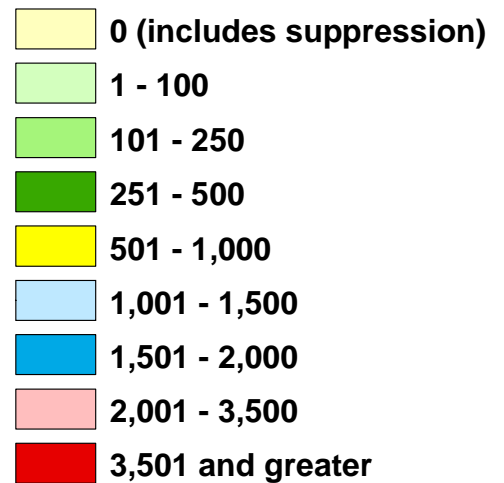 0 (includes suppression)
1 - 100
101 - 250
251 - 500
501 - 1,000
1,001 - 1,500
1,501 - 2,000
2,001 - 3,500
3,501 and greater